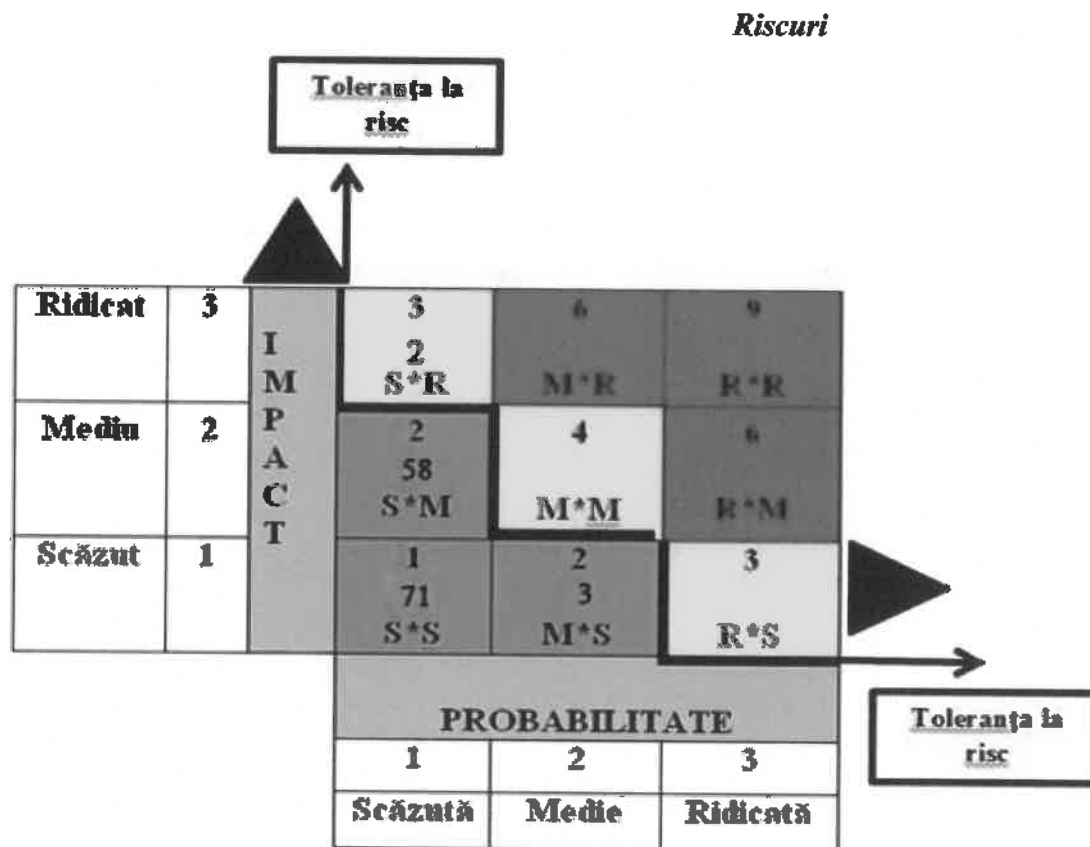 Riscuri
Toleranța la
risc
Ridicat 3
3 6 9
2
S*R M*R R*R
IMPACT
Mediu 2
2 4 6
58
S*M M*M R*M
Scăzut 1
1 2 3
71 3
S*S M*S R*S
PROBABILITATE
1 2 3
Scăzută Medie Ridicată
Toleranța la
risc